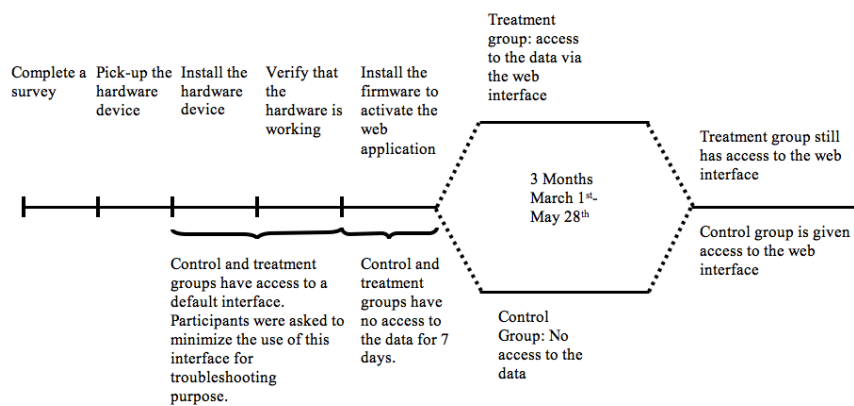 Complete a
survey
Pick-up the
hardware
device
Install the
hardware
device
Verify that
the
hardware is
working
Install the
firmware to
activate the
web
application
Treatment
group: access
to the data via
the web
interface
3 Months
March 1st-
May 28th
Treatment group still
has access to the web
interface
Control group is given
access to the web
interface
Control and treatment
groups have access to a
default interface.
Participants were asked to
minimize the use of this
interface for
troubleshooting
purpose.
Control and
treatment
groups have
no access to
the data for 7
days.
Control
Group: No
access to the
data